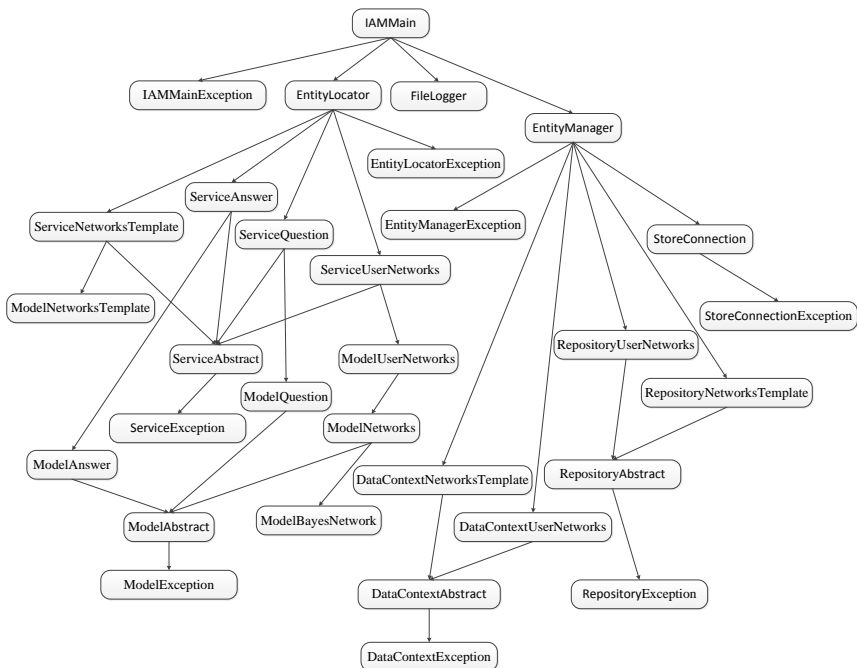 IAMMain
IAMMainException
EntityLocator
FileLogger
EntityManager
EntityLocatorException
ServiceAnswer
ServiceNetworksTemplate
ServiceQuestion
EntityManagerException
StoreConnection
ServiceUserNetworks
ModelNetworksTemplate
StoreConnectionException
ServiceAbstract
ModelUserNetworks
RepositoryUserNetworks
ModelQuestion
RepositoryNetworksTemplate
ServiceException
ModelNetworks
ModelAnswer
DataContextNetworksTemplate
RepositoryAbstract
ModelAbstract
ModelBayesNetwork
DataContextUserNetworks
ModelException
DataContextAbstract
RepositoryException
DataContextException